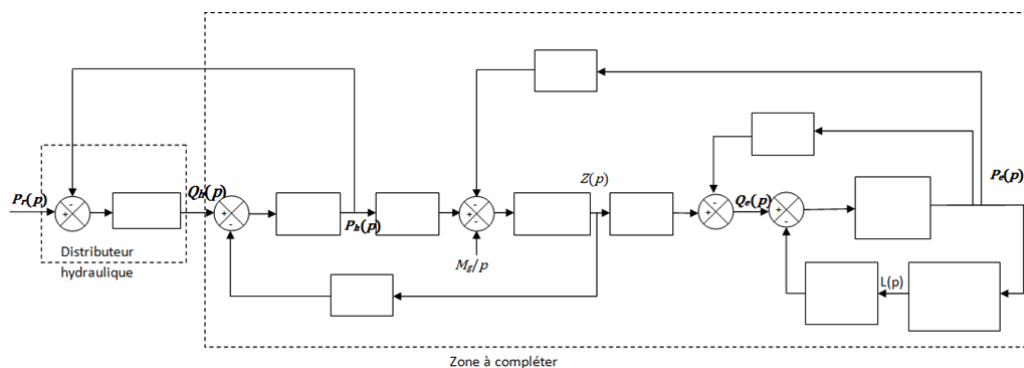 Z(p)
Pe(p)
Pr(p)
Qh(p)
Qe(p)
- + 
+ -
Ph(p)
- + -
- +
+ -
Distributeur
hydraulique
Mg/p
L(p)
Zone à compléter